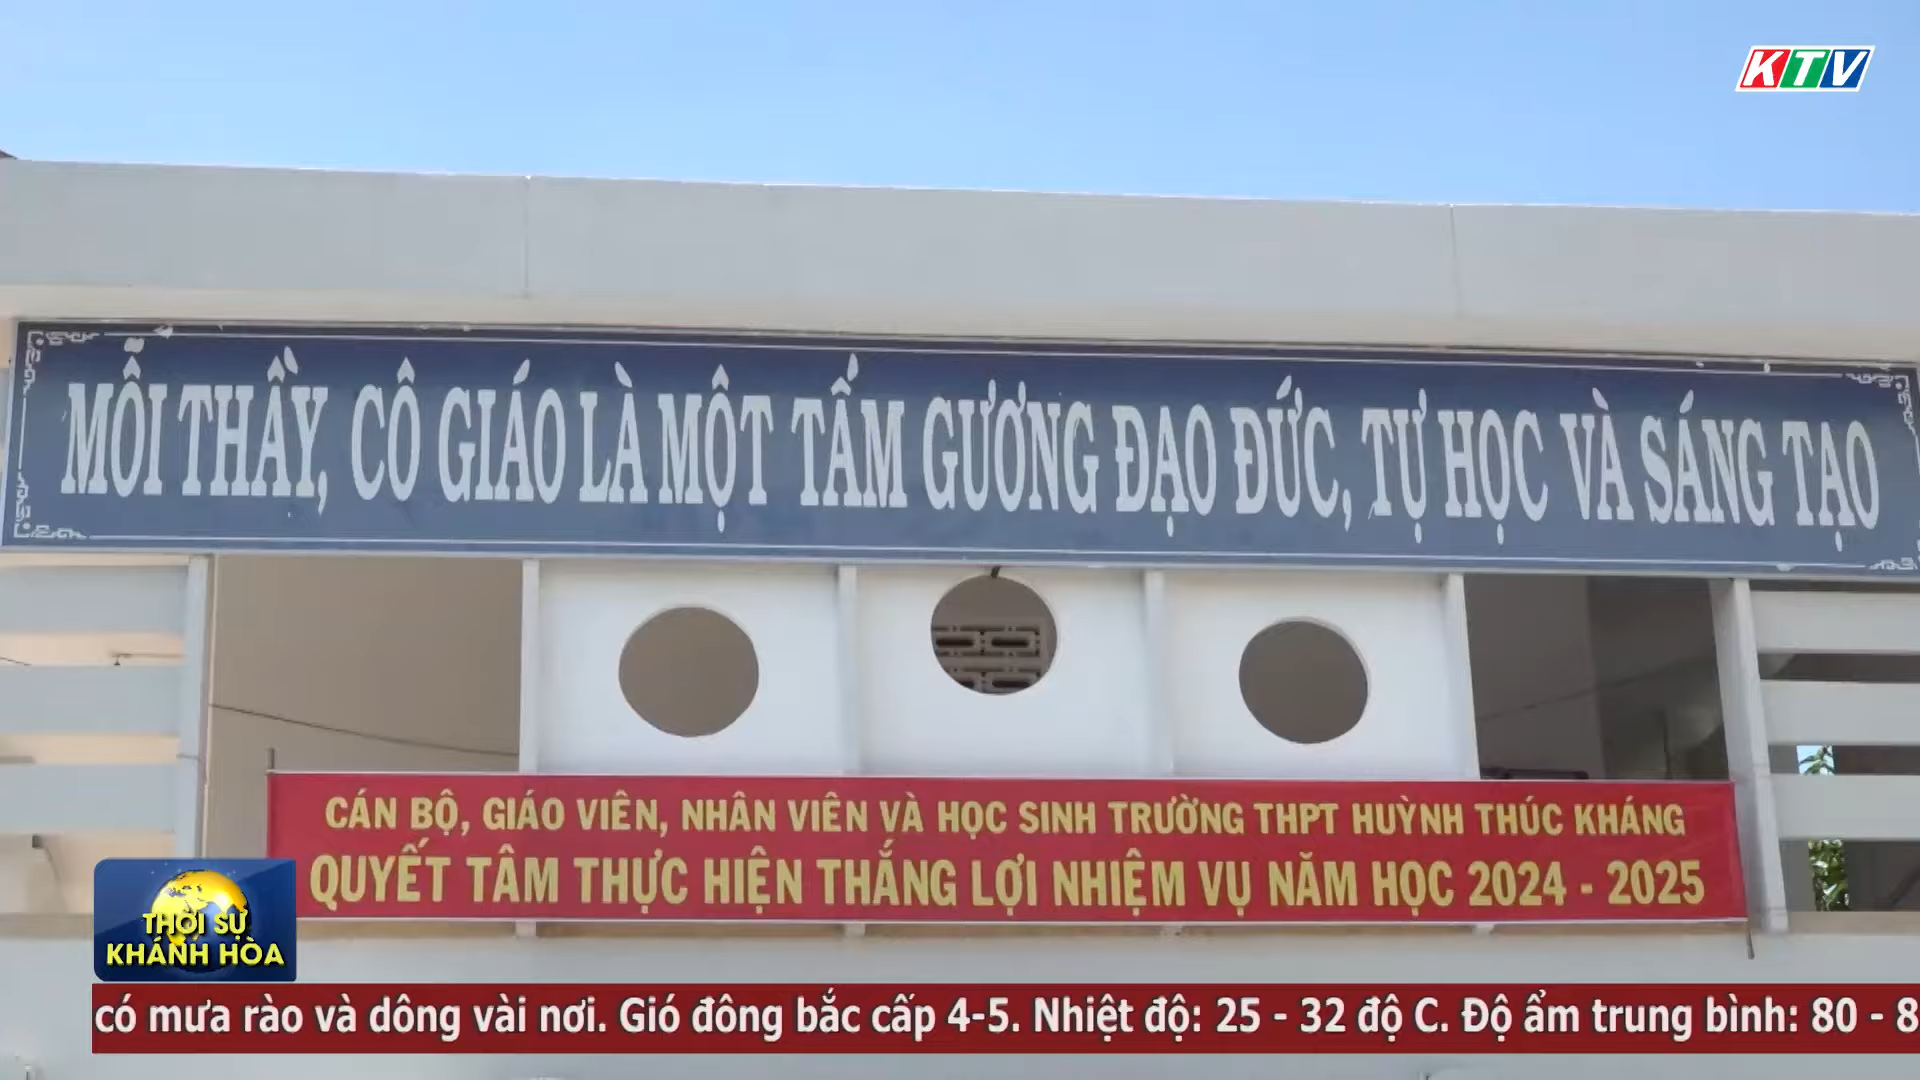 KTV
MỖI THẦY, CÔ GIÁO LÀ MỘT TẤM GƯƠNG ĐẠO ĐỨC, TỰ HỌC VÀ SÁNG TẠO
CÁN BỘ, GIÁO VIÊN, NHÂN VIÊN VÀ HỌC SINH TRƯỜNG THPT HUỲNH THÚC KHÁNG
QUYẾT TÂM THỰC HIỆN THẮNG LỢI NHIỆM VỤ NĂM HỌC 2024 - 2025
THỜI SỰ
KHÁNH HÒA
có mưa rào và dông vài nơi. Gió đông bắc cấp 4-5. Nhiệt độ: 25 - 32 độ C. Độ ẩm trung bình: 80 - 8